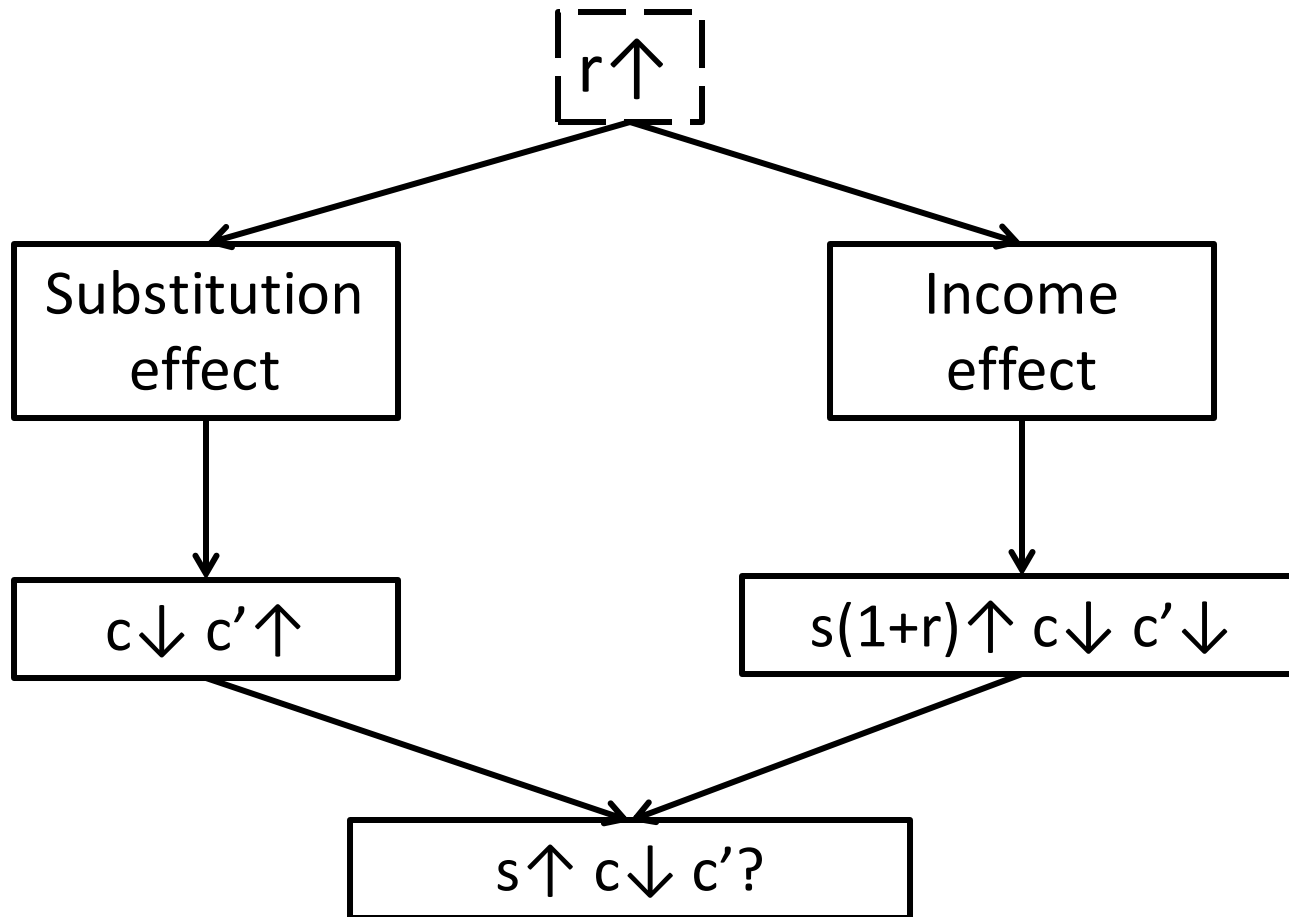 r↑
Substitution
effect
Income
effect
c↓ c’↑
s(1+r)↑ c↓ c’↓
s↑ c↓ c’?